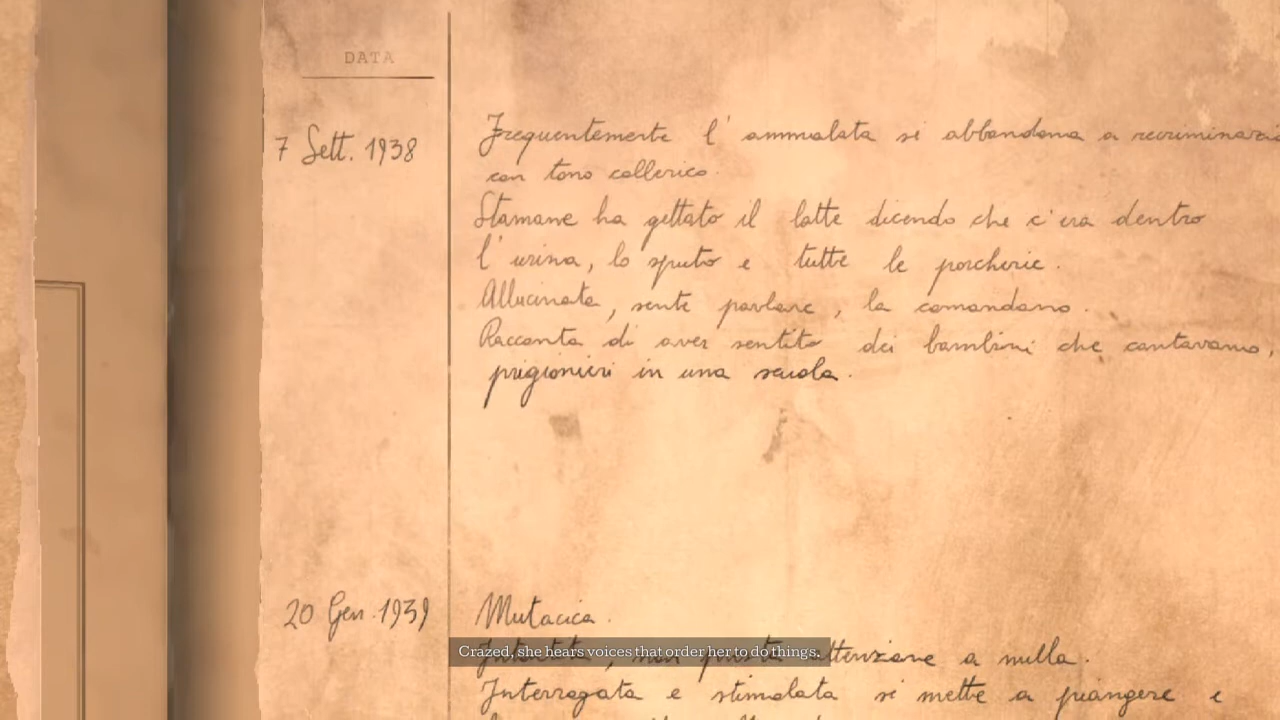 DATA
7 Sett. 1938
Frequentemente l'ammalata si abbandona a recriminazio
con tono collerico.
Stamane ha gettato il latte dicendo che c'era dentro
l'urina, lo sputo e tutte le porcherie.
Allucinata, sente parlare, la comandano.
Racconta di aver sentito dei bambini che cantavano,
prigionieri in una scuola.
20 Gen. 1939
Mutacica.
Crazed, she hears voices that order her to do things.
non presta attenzione a nulla.
Interrogata e stimolata si mette a piangere e